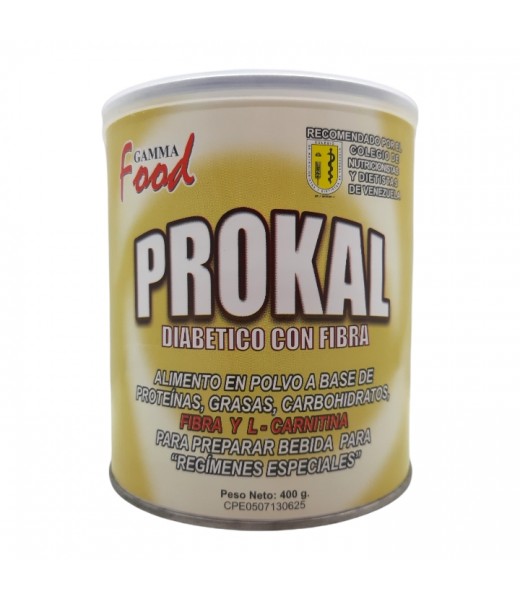 GAMMA
Food
RECOMENDADO POR EL
COLEGIO DE
NUTRICIONISTAS
Y DIETISTAS
DE VENEZUELA
PROKAL
DIABETICO CON FIBRA
ALIMENTO EN POLVO A BASE DE
PROTEÍNAS, GRASAS, CARBOHIDRATOS,
FIBRA Y L - CARNITINA
PARA PREPARAR BEBIDA PARA
“REGÍMENES ESPECIALES”
Peso Neto: 400 g.
CPE0507130625